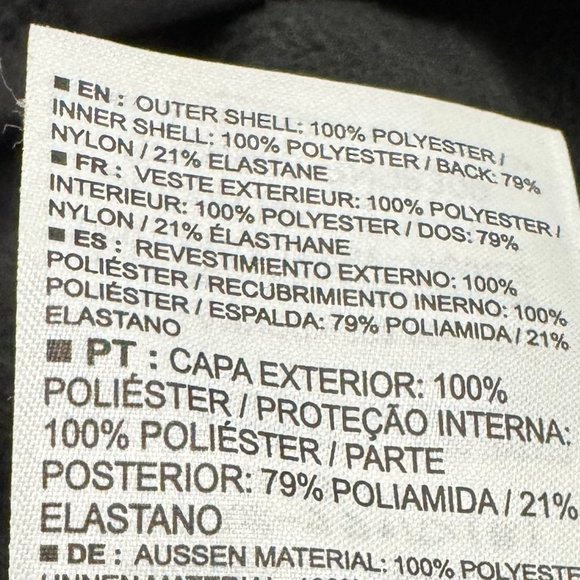 ■ EN : OUTER SHELL: 100% POLYESTER /
INNER SHELL: 100% POLYESTER / BACK: 79%
NYLON / 21% ELASTANE
■ FR : VESTE EXTERIEUR: 100% POLYESTER /
INTERIEUR: 100% POLYESTER / DOS: 79%
NYLON / 21% ÉLASTHANE
■ ES : REVESTIMIENTO EXTERNO: 100%
POLIÉSTER / RECUBRIMIENTO INERNO: 100%
POLIÉSTER / ESPALDA: 79% POLIAMIDA / 21%
ELASTANO
■ PT : CAPA EXTERIOR: 100%
POLIÉSTER / PROTEÇÃO INTERNA:
100% POLIÉSTER / PARTE
POSTERIOR: 79% POLIAMIDA / 21%
ELASTANO
■ DE : AUSSEN MATERIAL: 100% POLYESTE